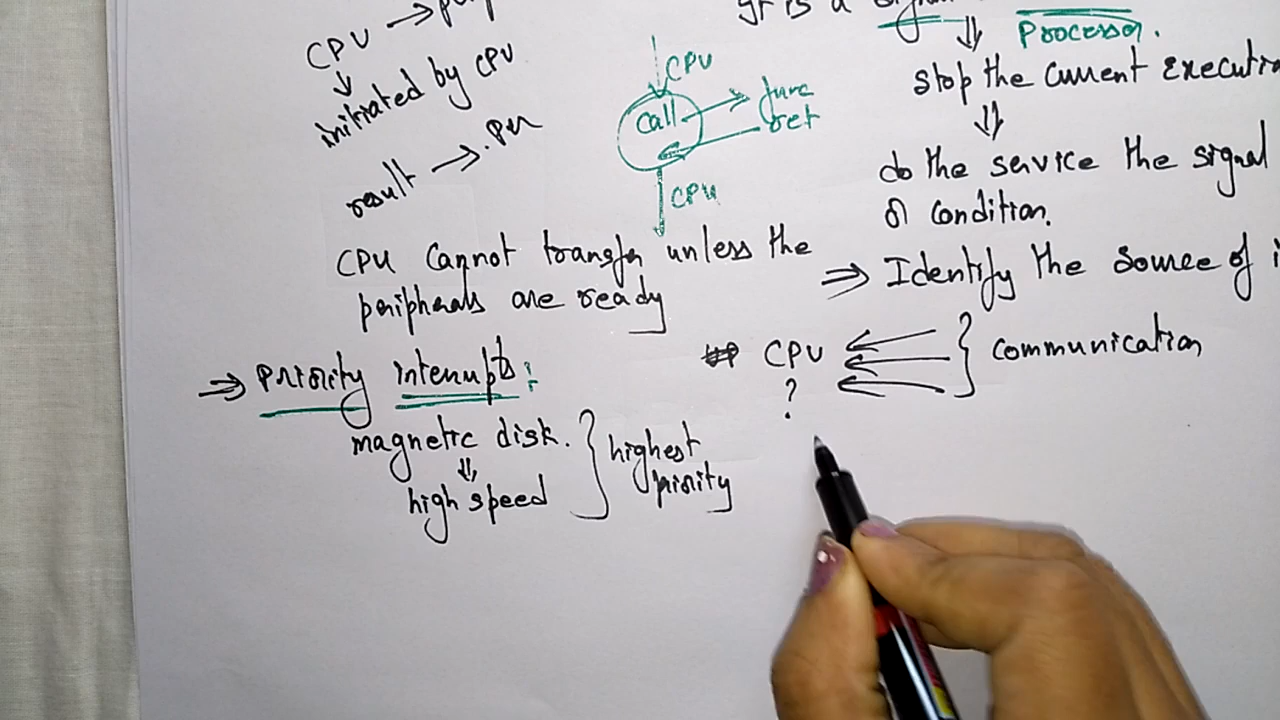 CPU →
↓
initiated by CPU
result → per
CPU
Call → func
ret
CPU
CPU cannot transfer unless the
peripherals are ready
⇒ Priority interrupts:
magnetic disk.
⇓
high speed
} highest
priority
It is a
Processor.
⇓
stop the current
⇓
do the service the signal
or condition.
⇒ Identify the source of
CPU
?
} communication